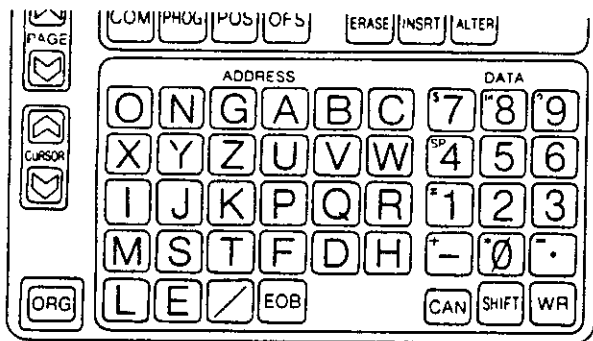 COM PROG POS OFS ERASE INSRT ALTER
PAGE
ADDRESS DATA
O N G A B C 7 8 9
X Y Z U V W SP 4 5 6
CURSOR
I J K P Q R 1 2 3
M S T F D H + - * Ø .
ORG L E / EOB CAN SHIFT WR